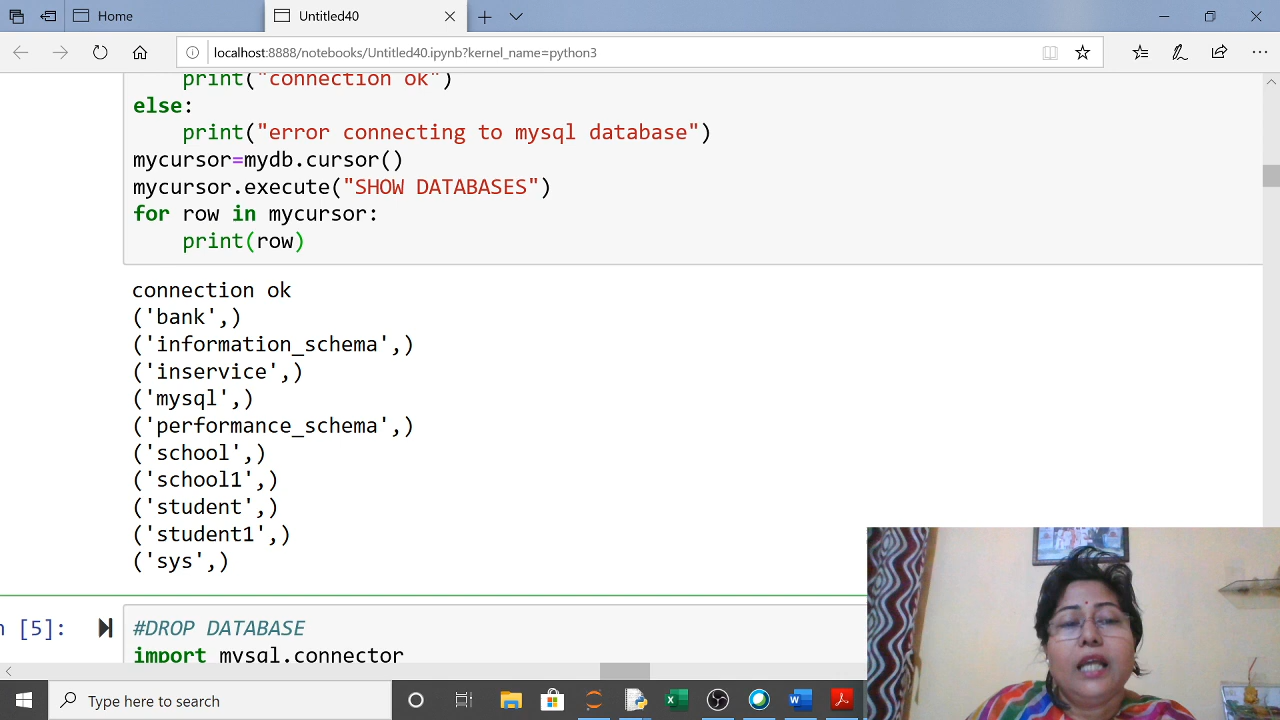 Home
Untitled40
localhost:8888/notebooks/Untitled40.ipynb?kernel_name=python3
print("connection ok")
else:
print("error connecting to mysql database")
mycursor=mydb.cursor()
mycursor.execute("SHOW DATABASES")
for row in mycursor:
print(row)
connection ok
('bank',)
('information_schema',)
('inservice',)
('mysql',)
('performance_schema',)
('school',)
('school1',)
('student',)
('student1',)
('sys',)
n [5]:
#DROP DATABASE
import mysql.connector
Type here to search